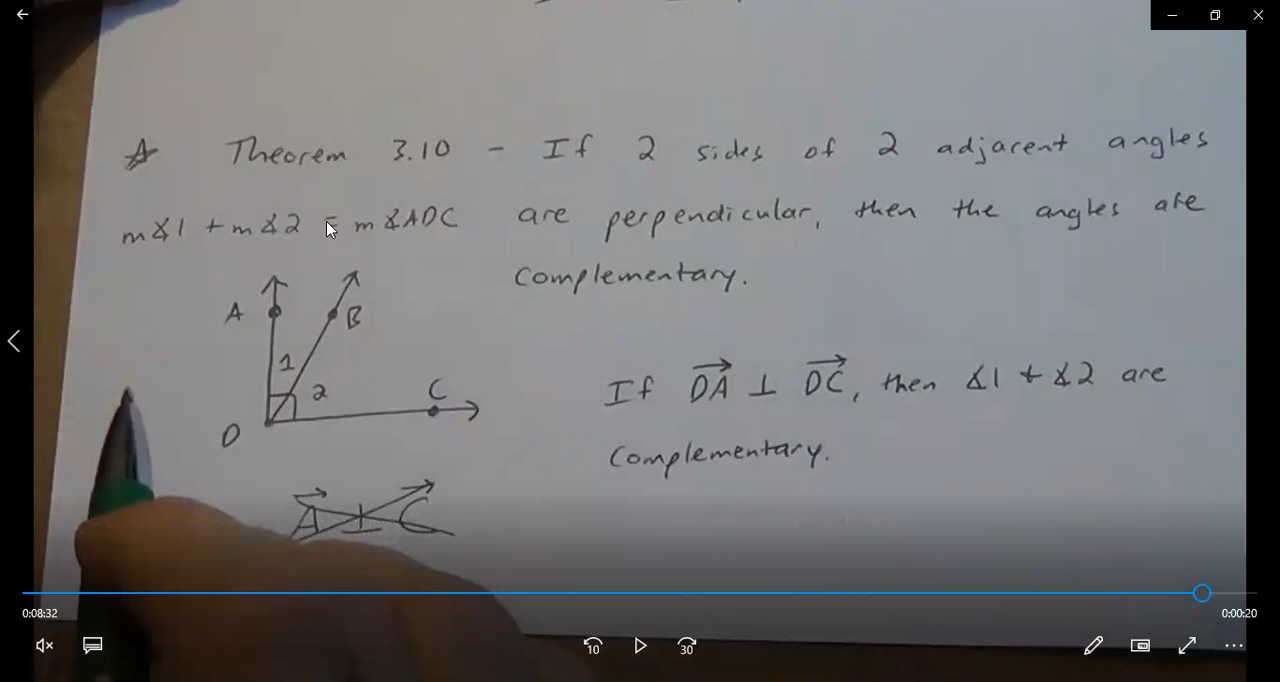 ☆ Theorem 3.10 - If 2 sides of 2 adjacent angles
m∡1 + m∡2 = m∡ADC are perpendicular, then the angles are
complementary.
A B
1
2 C
D
If DA⃗ ⊥ DC⃗, then ∡1 + ∡2 are
complementary.
A⃗ ⊥ C⃗
0:08:32 0:00:20
10 30